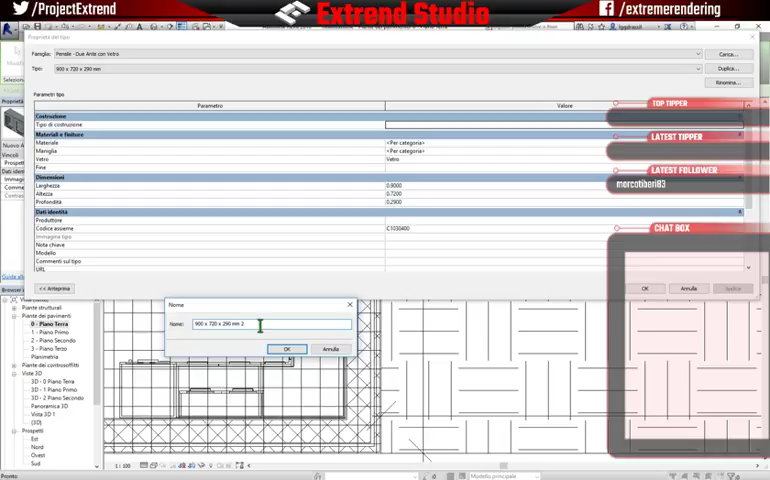 /ProjectExtrend
Extrend Studio
/extremerendering
Proprietà del tipo
Famiglia:
Pensile - Due Ante con Vetro
Carica...
Tipo:
900 x 720 x 290 mm
Duplica...
Rinomina...
Parametri tipo
Parametro
Valore
TOP TIPPER
Costruzione
Tipo di costruzione
Materiali e finiture
LATEST TIPPER
Materiale
<Per categoria>
Maniglia
<Per categoria>
Vetro
Vetro
Fine
LATEST FOLLOWER
Dimensioni
Larghezza
0.9000
marcotiberi83
Altezza
0.7200
Profondità
0.2900
Dati identità
Produttore
Codice assieme
C1030400
CHAT BOX
Immagine tipo
Nota chiave
Modello
Commenti sul tipo
URL
<< Anteprima
OK
Annulla
Applica
Nome
Nome:
900 x 720 x 290 mm 2
OK
Annulla
Piante strutturali
Piante dei pavimenti
0 - Piano Terra
1 - Piano Primo
2 - Piano Secondo
3 - Piano Terzo
Planimetria
Piante dei controsoffitti
Viste 3D
3D - 0 Piano Terra
3D - 1 Piano Primo
3D - 2 Piano Secondo
Panoramica 3D
Vista 3D 1
{3D}
Prospetti
Est
Nord
Ovest
Sud
1 : 100
Pronto
Modello principale